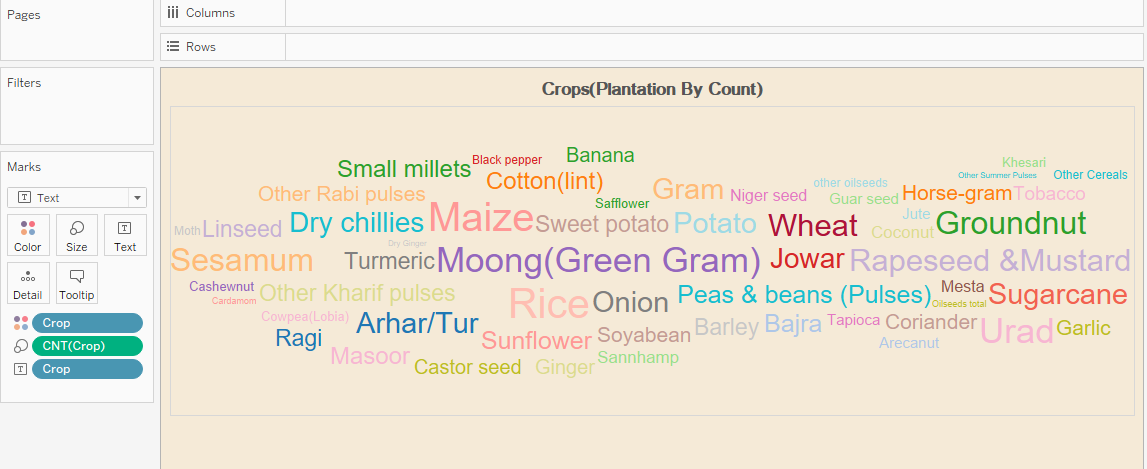 Pages
Columns
Rows
Filters
Marks
Text
Color
Size
Text
Detail
Tooltip
Crop
CNT(Crop)
Crop
Crops(Plantation By Count)
Small millets
Black pepper
Banana
Khesari
Other Rabi pulses
Cotton(lint)
Gram
other oilseeds
Other Summer Pulses
Other Cereals
Safflower
Niger seed
Guar seed
Horse-gram
Tobacco
Moth
Linseed
Dry chillies
Maize
Sweet potato
Potato
Wheat
Jute
Coconut
Groundnut
Dry Ginger
Sesamum
Turmeric
Moong(Green Gram)
Jowar
Rapeseed &Mustard
Cashewnut
Cardamom
Other Kharif pulses
Rice
Onion
Peas & beans (Pulses)
Mesta
Oilseeds total
Sugarcane
Cowpea(Lobia)
Ragi
Arhar/Tur
Sunflower
Soyabean
Barley
Bajra
Tapioca
Coriander
Arecanut
Urad
Garlic
Masoor
Castor seed
Ginger
Sannhamp